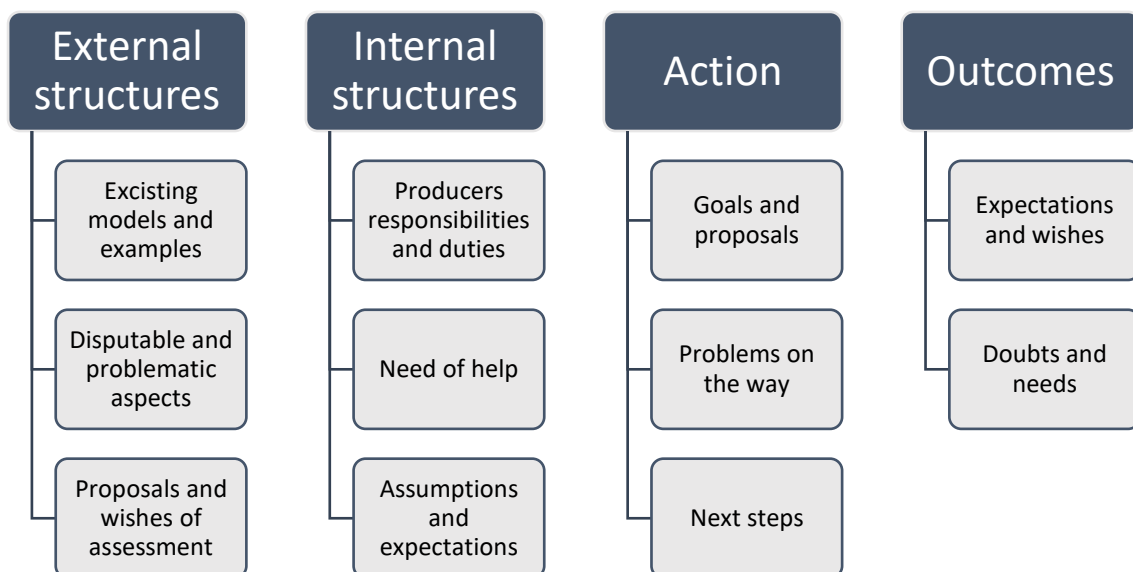 External
structures
Excisting
models and
examples
Disputable and
problematic
aspects
Proposals and
wishes of
assessment
Internal
structures
Producers
responsibilities
and duties
Need of help
Assumptions
and
expectations
Action
Goals and
proposals
Problems on
the way
Next steps
Outcomes
Expectations
and wishes
Doubts and
needs